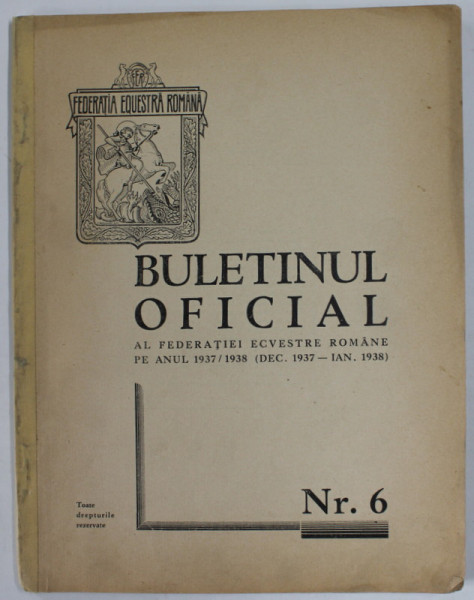 FEDERAȚIA EQUESTRĂ ROMÂNĂ
BULETINUL
OFICIAL
AL FEDERAȚIEI ECVESTRE ROMÂNE
PE ANUL 1937/1938 (DEC. 1937 — IAN. 1938)
Toate
drepturile
rezervate
Nr. 6